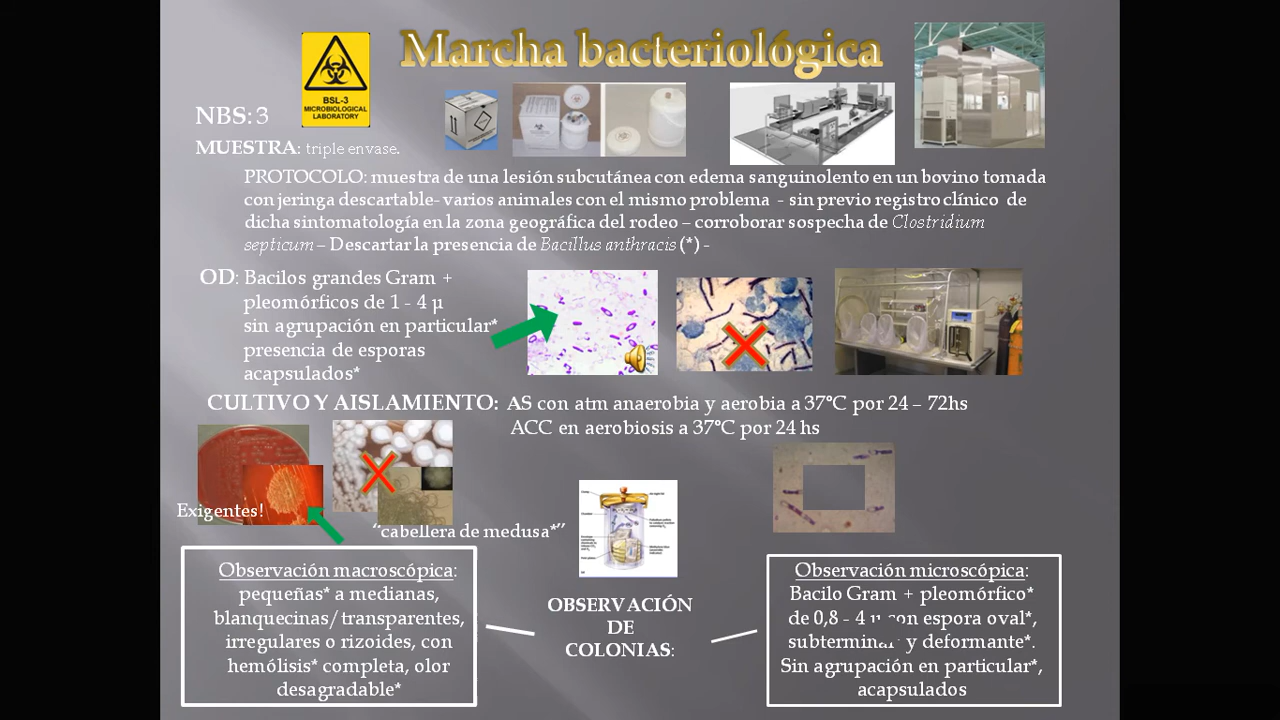 Marcha bacteriológica
BSL-3
MICROBIOLOGICAL
LABORATORY
NBS: 3
MUESTRA: triple envase.
PROTOCOLO: muestra de una lesión subcutánea con edema sanguinolento en un bovino tomada
con jeringa descartable- varios animales con el mismo problema - sin previo registro clínico de
dicha sintomatología en la zona geográfica del rodeo – corroborar sospecha de Clostridium
septicum – Descartar la presencia de Bacillus anthracis (*) -
OD: Bacilos grandes Gram +
pleomórficos de 1 - 4 µ
sin agrupación en particular*
presencia de esporas
acapsulados*
CULTIVO Y AISLAMIENTO: AS con atm anaerobia y aerobia a 37°C por 24 – 72hs
ACC en aerobiosis a 37°C por 24 hs
Exigentes!
“cabellera de medusa*”
Observación macroscópica:
pequeñas* a medianas,
blanquecinas/transparentes,
irregulares o rizoides, con
hemólisis* completa, olor
desagradable*
OBSERVACIÓN
DE
COLONIAS:
Observación microscópica:
Bacilo Gram + pleomórfico*
de 0,8 - 4 µ con espora oval*,
subterminal y deformante*.
Sin agrupación en particular*,
acapsulados